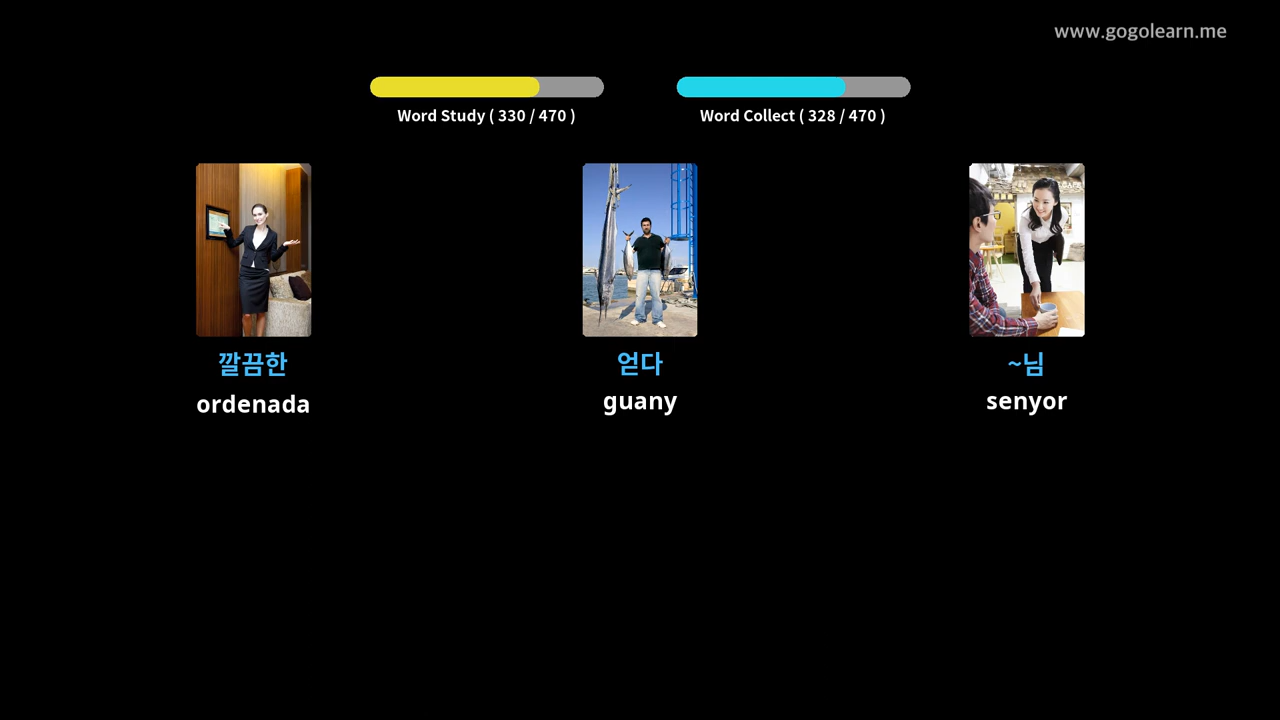 www.gogolearn.me
Word Study ( 330 / 470 )
Word Collect ( 328 / 470 )
깔끔한
얻다
~님
ordenada
guany
senyor